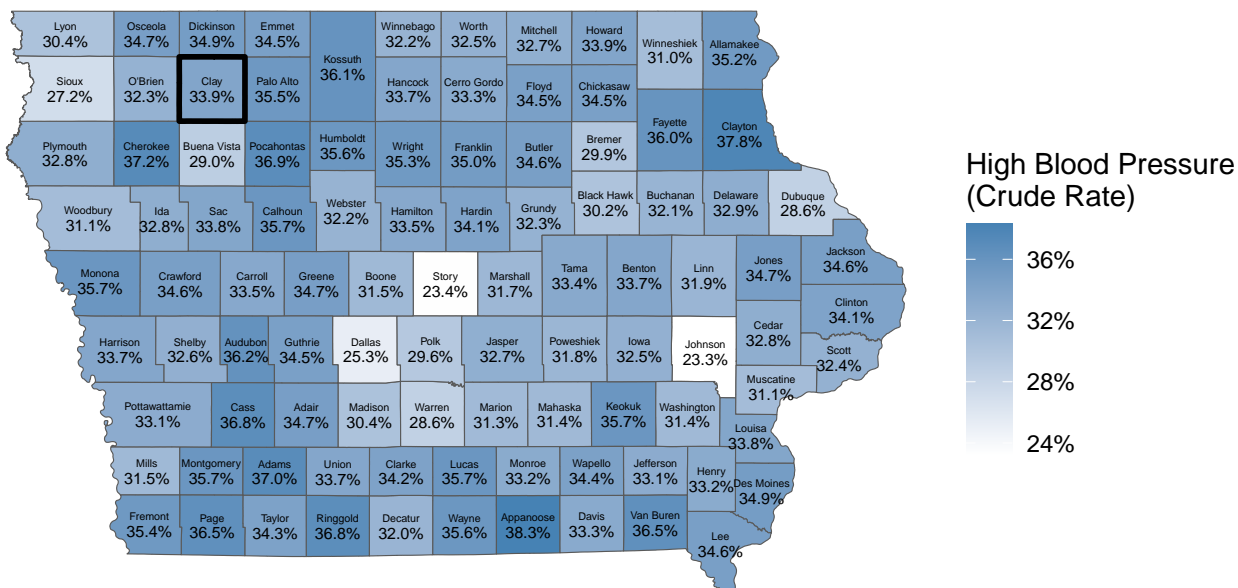 Lyon
30.4%
Osceola
34.7%
Dickinson
34.9%
Emmet
34.5%
Kossuth
36.1%
Winnebago
32.2%
Worth
32.5%
Mitchell
32.7%
Howard
33.9%
Winneshiek
31.0%
Allamakee
35.2%
Sioux
27.2%
O'Brien
32.3%
Clay
33.9%
Palo Alto
35.5%
Hancock
33.7%
Cerro Gordo
33.3%
Floyd
34.5%
Chickasaw
34.5%
Fayette
36.0%
Clayton
37.8%
Plymouth
32.8%
Cherokee
37.2%
Buena Vista
29.0%
Pocahontas
36.9%
Humboldt
35.6%
Wright
35.3%
Franklin
35.0%
Butler
34.6%
Bremer
29.9%
Woodbury
31.1%
Ida
32.8%
Sac
33.8%
Calhoun
35.7%
Webster
32.2%
Hamilton
33.5%
Hardin
34.1%
Grundy
32.3%
Black Hawk
30.2%
Buchanan
32.1%
Delaware
32.9%
Dubuque
28.6%
Monona
35.7%
Crawford
34.6%
Carroll
33.5%
Greene
34.7%
Boone
31.5%
Story
23.4%
Marshall
31.7%
Tama
33.4%
Benton
33.7%
Linn
31.9%
Jones
34.7%
Jackson
34.6%
Clinton
34.1%
Harrison
33.7%
Shelby
32.6%
Audubon
36.2%
Guthrie
34.5%
Dallas
25.3%
Polk
29.6%
Jasper
32.7%
Poweshiek
31.8%
Iowa
32.5%
Johnson
23.3%
Cedar
32.8%
Scott
32.4%
Muscatine
31.1%
Pottawattamie
33.1%
Cass
36.8%
Adair
34.7%
Madison
30.4%
Warren
28.6%
Marion
31.3%
Mahaska
31.4%
Keokuk
35.7%
Washington
31.4%
Louisa
33.8%
Mills
31.5%
Montgomery
35.7%
Adams
37.0%
Union
33.7%
Clarke
34.2%
Lucas
35.7%
Monroe
33.2%
Wapello
34.4%
Jefferson
33.1%
Henry
33.2%
Des Moines
34.9%
Fremont
35.4%
Page
36.5%
Taylor
34.3%
Ringgold
36.8%
Decatur
32.0%
Wayne
35.6%
Appanoose
38.3%
Davis
33.3%
Van Buren
36.5%
Lee
34.6%
High Blood Pressure
(Crude Rate)
36%
32%
28%
24%